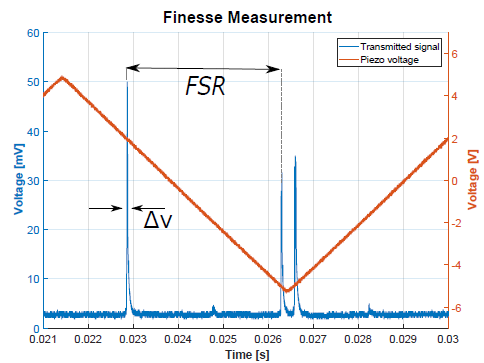 Finesse Measurement
Transmitted signal
Piezo voltage
FSR
Δv
Voltage [mV]
60
50
40
30
20
10
0
Voltage [V]
6
4
2
0
-2
-4
-6
0.021 0.022 0.023 0.024 0.025 0.026 0.027 0.028 0.029 0.03
Time [s]